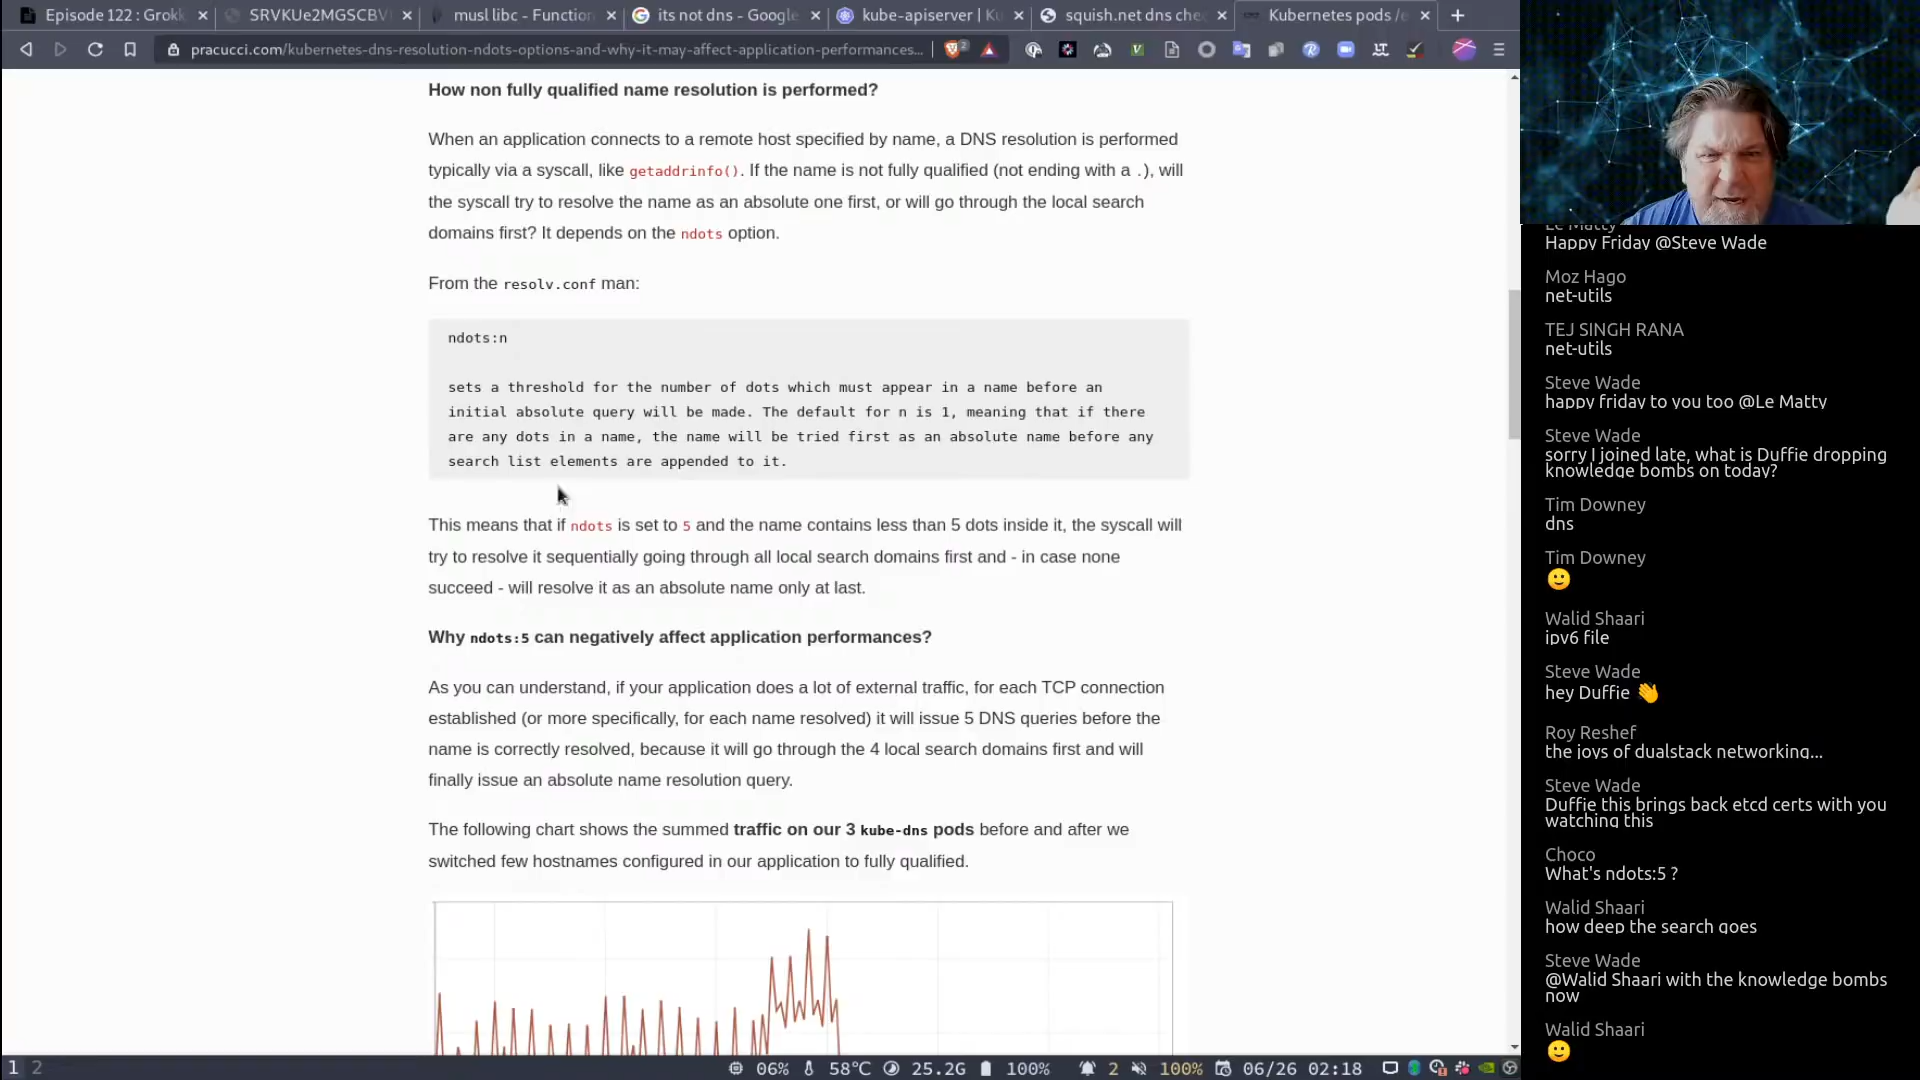 Episode 122 : Grokk
SRVKUe2MGSCBV
musl libc - Function
its not dns - Google
kube-apiserver | Ku
squish.net dns che
Kubernetes pods /e
pracucci.com/kubernetes-dns-resolution-ndots-options-and-why-it-may-affect-application-performances...
2
How non fully qualified name resolution is performed?
When an application connects to a remote host specified by name, a DNS resolution is performed
typically via a syscall, like getaddrinfo(). If the name is not fully qualified (not ending with a .), will
the syscall try to resolve the name as an absolute one first, or will go through the local search
domains first? It depends on the ndots option.
From the resolv.conf man:
ndots:n
sets a threshold for the number of dots which must appear in a name before an
initial absolute query will be made. The default for n is 1, meaning that if there
are any dots in a name, the name will be tried first as an absolute name before any
search list elements are appended to it.
This means that if ndots is set to 5 and the name contains less than 5 dots inside it, the syscall will
try to resolve it sequentially going through all local search domains first and - in case none
succeed - will resolve it as an absolute name only at last.
Why ndots:5 can negatively affect application performances?
As you can understand, if your application does a lot of external traffic, for each TCP connection
established (or more specifically, for each name resolved) it will issue 5 DNS queries before the
name is correctly resolved, because it will go through the 4 local search domains first and will
finally issue an absolute name resolution query.
The following chart shows the summed traffic on our 3 kube-dns pods before and after we
switched few hostnames configured in our application to fully qualified.
1 2
06% 58°C 25.2G 100% 2 100% 06/26 02:18
Le Matty
Happy Friday @Steve Wade
Moz Hago
net-utils
TEJ SINGH RANA
net-utils
Steve Wade
happy friday to you too @Le Matty
Steve Wade
sorry I joined late, what is Duffie dropping
knowledge bombs on today?
Tim Downey
dns
Tim Downey
🙂
Walid Shaari
ipv6 file
Steve Wade
hey Duffie 👋
Roy Reshef
the joys of dualstack networking...
Steve Wade
Duffie this brings back etcd certs with you
watching this
Choco
What's ndots:5 ?
Walid Shaari
how deep the search goes
Steve Wade
@Walid Shaari with the knowledge bombs
now
Walid Shaari
🙂